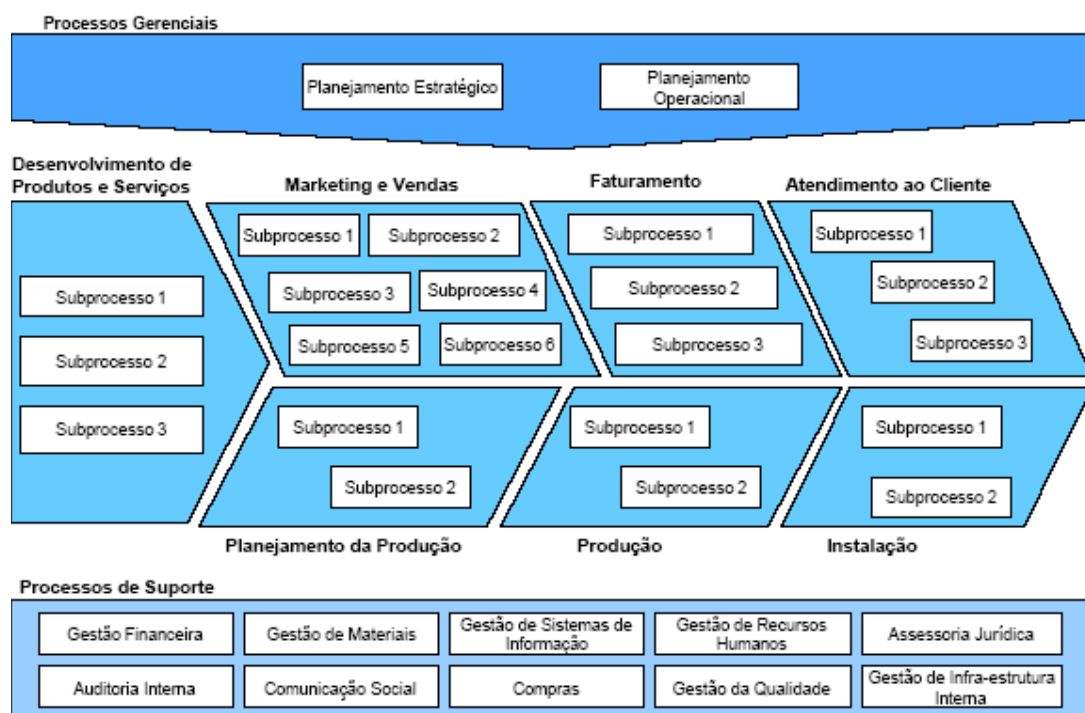 Processos Gerenciais
Planejamento Estratégico
Planejamento
Operacional
Desenvolvimento de
Produtos e Serviços
Subprocesso 1
Subprocesso 2
Subprocesso 3
Marketing e Vendas
Subprocesso 1
Subprocesso 2
Subprocesso 3
Subprocesso 4
Subprocesso 5
Subprocesso 6
Faturamento
Subprocesso 1
Subprocesso 2
Subprocesso 3
Atendimento ao Cliente
Subprocesso 1
Subprocesso 2
Subprocesso 3
Subprocesso 1
Subprocesso 2
Planejamento da Produção
Subprocesso 1
Subprocesso 2
Produção
Subprocesso 1
Subprocesso 2
Instalação
Processos de Suporte
Gestão Financeira
Gestão de Materiais
Gestão de Sistemas de
Informação
Gestão de Recursos
Humanos
Assessoria Jurídica
Auditoria Interna
Comunicação Social
Compras
Gestão da Qualidade
Gestão de Infra-estrutura
Interna